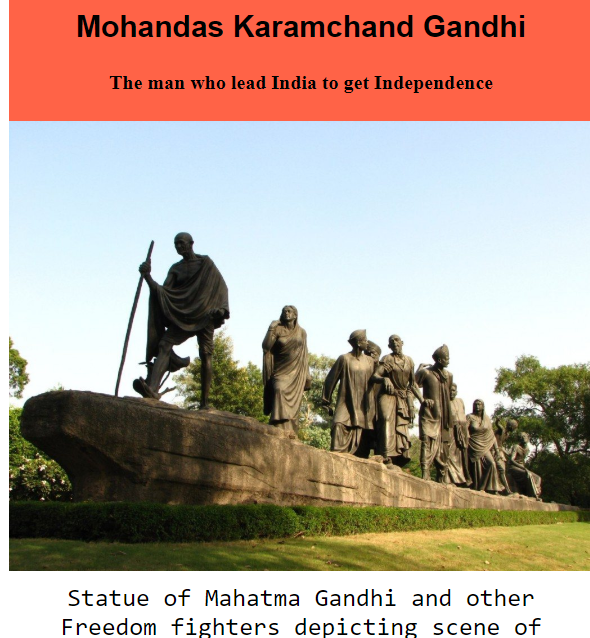 Mohandas Karamchand Gandhi
The man who lead India to get Independence
Statue of Mahatma Gandhi and other
Freedom fighters depicting scene of